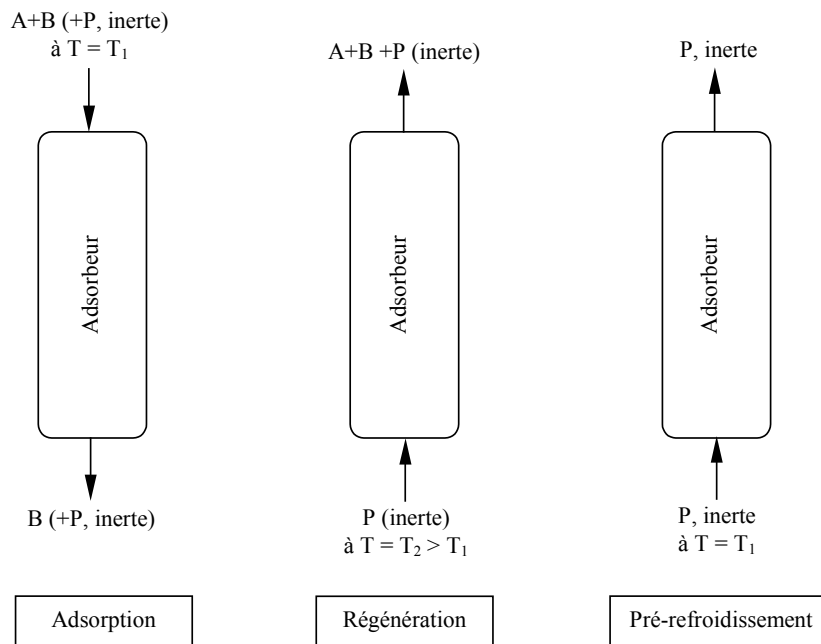 A+B (+P, inerte)
à T = T1
Adsorbeur
B (+P, inerte)
Adsorption
A+B +P (inerte)
Adsorbeur
P (inerte)
à T = T2 > T1
Régénération
P, inerte
Adsorbeur
P, inerte
à T = T1
Pré-refroidissement